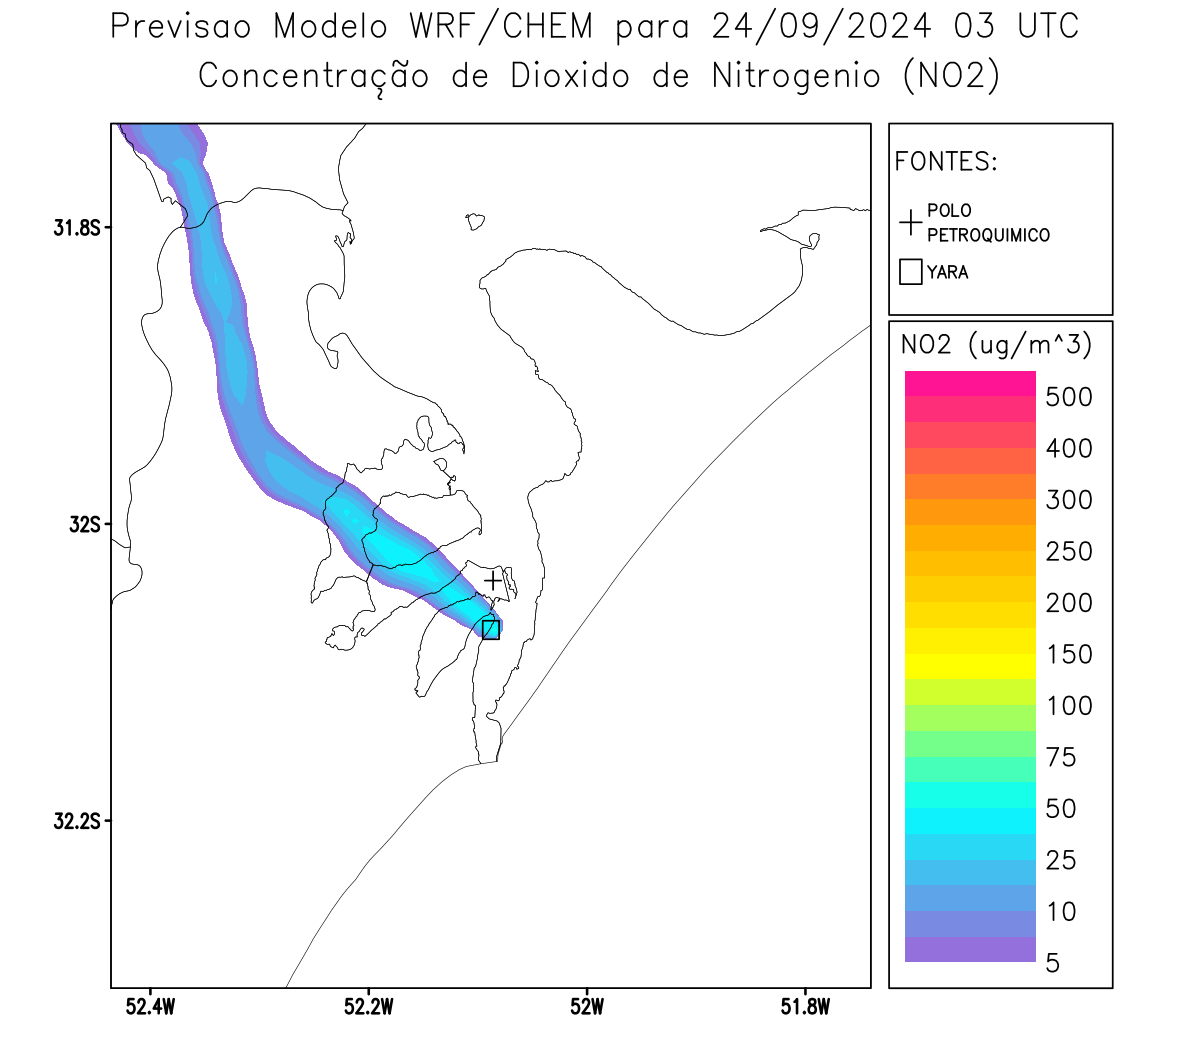 Previsao Modelo WRF/CHEM para 24/09/2024 03 UTC
Concentração de Dioxido de Nitrogenio (NO2)
FONTES:
POLO
PETROQUIMICO
YARA
31.8S
32S
32.2S
52.4W
52.2W
52W
51.8W
NO2 (ug/m^3)
500
400
300
250
200
150
100
75
50
25
10
5